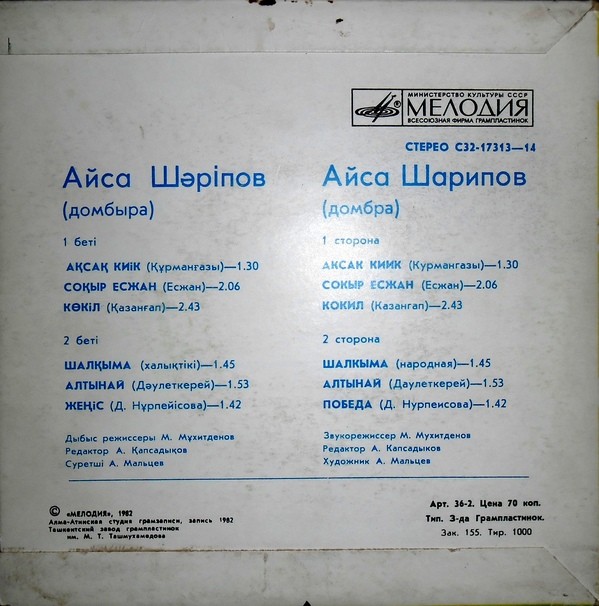 МИНИСТЕРСТВО КУЛЬТУРЫ СССР
МЕЛОДИЯ
ВСЕСОЮЗНАЯ ФИРМА ГРАМПЛАСТИНОК
®
СТЕРЕО С32-17313—14
Айса Шәріпов
(домбыра)
1 беті
АҚСАҚ КИІК (Құрманғазы)—1.30
СОҚЫР ЕСЖАН (Есжан)—2.06
КӨКІЛ (Қазанғап)—2.43
2 беті
ШАЛҚЫМА (халықтікі)—1.45
АЛТЫНАЙ (Дәулеткерей)—1.53
ЖЕҢІС (Д. Нұрпейісова)—1.42
Дыбыс режиссеры М. Мұхитденов
Редактор А. Қапсадықов
Суретші А. Мальцев
Айса Шарипов
(домбра)
1 сторона
АКСАК КИИК (Курмангазы)—1.30
СОКЫР ЕСЖАН (Есжан)—2.06
КОКИЛ (Казангап)—2.43
2 сторона
ШАЛКЫМА (народная)—1.45
АЛТЫНАЙ (Даулеткерей)—1.53
ПОБЕДА (Д. Нурпеисова)—1.42
Звукорежиссер М. Мухитденов
Редактор А. Капсадыков
Художник А. Мальцев
© «МЕЛОДИЯ», 1982
Алма-Атинская студия грамзаписи, запись 1982
Ташкентский завод грампластинок
им. М. Т. Ташмухамедова
Арт. 36-2. Цена 70 коп.
Тип. З-да Грампластинок.
Зак. 155. Тир. 1000